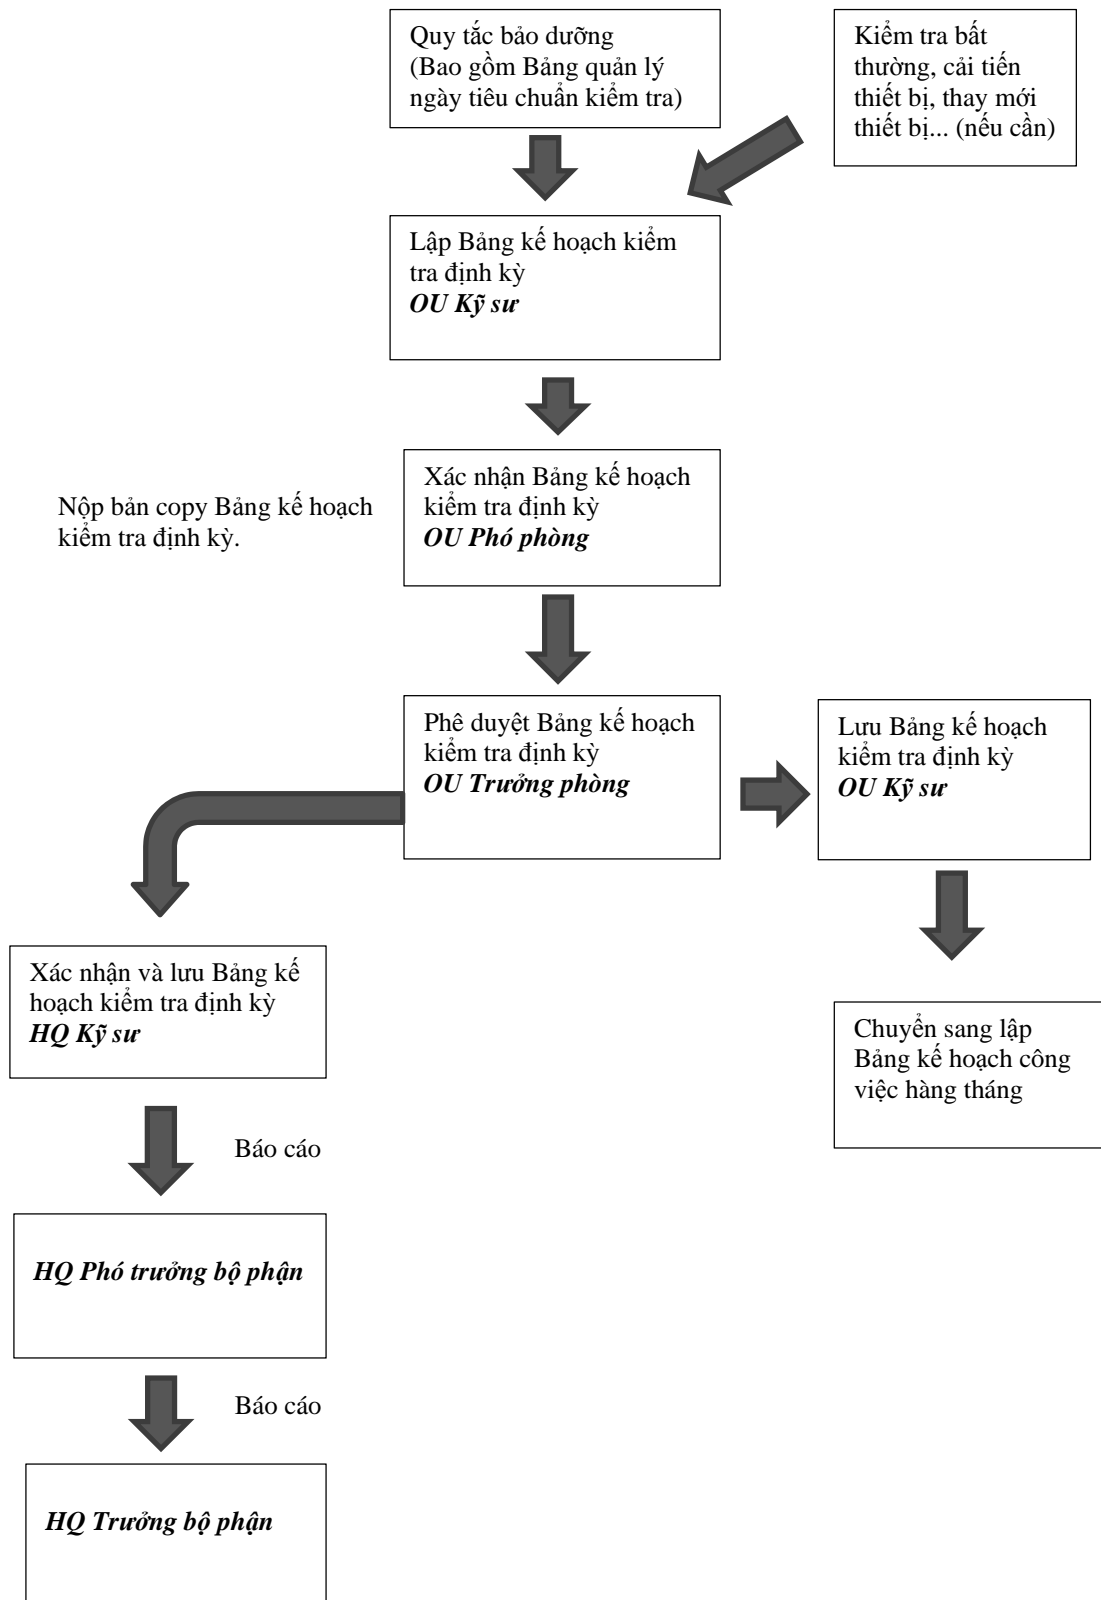 Quy tắc bảo dưỡng
(Bao gồm Bảng quản lý
ngày tiêu chuẩn kiểm tra)
Kiểm tra bất
thường, cải tiến
thiết bị, thay mới
thiết bị... (nếu cần)
Lập Bảng kế hoạch kiểm
tra định kỳ
OU Kỹ sư
Nộp bản copy Bảng kế hoạch
kiểm tra định kỳ.
Xác nhận Bảng kế hoạch
kiểm tra định kỳ
OU Phó phòng
Phê duyệt Bảng kế hoạch
kiểm tra định kỳ
OU Trưởng phòng
Lưu Bảng kế hoạch
kiểm tra định kỳ
OU Kỹ sư
Xác nhận và lưu Bảng kế
hoạch kiểm tra định kỳ
HQ Kỹ sư
Chuyển sang lập
Bảng kế hoạch công
việc hàng tháng
Báo cáo
HQ Phó trưởng bộ phận
Báo cáo
HQ Trưởng bộ phận